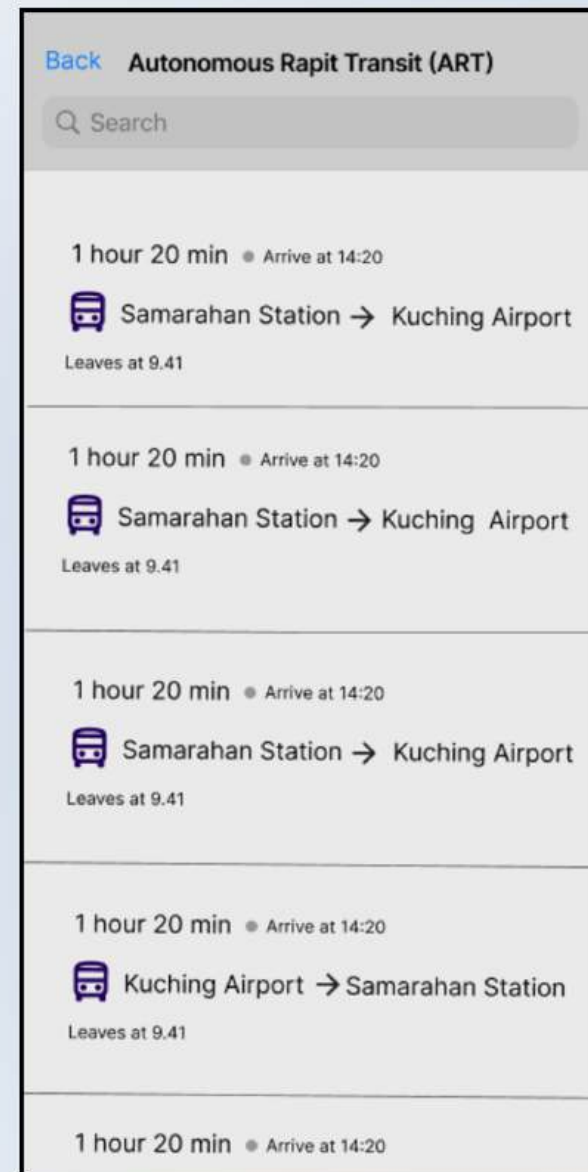 Back Autonomous Rapit Transit (ART)
Search
1 hour 20 min Arrive at 14:20
Samarahan Station → Kuching Airport
Leaves at 9.41
1 hour 20 min Arrive at 14:20
Samarahan Station → Kuching Airport
Leaves at 9.41
1 hour 20 min Arrive at 14:20
Samarahan Station → Kuching Airport
Leaves at 9.41
1 hour 20 min Arrive at 14:20
Kuching Airport → Samarahan Station
Leaves at 9.41
1 hour 20 min Arrive at 14:20